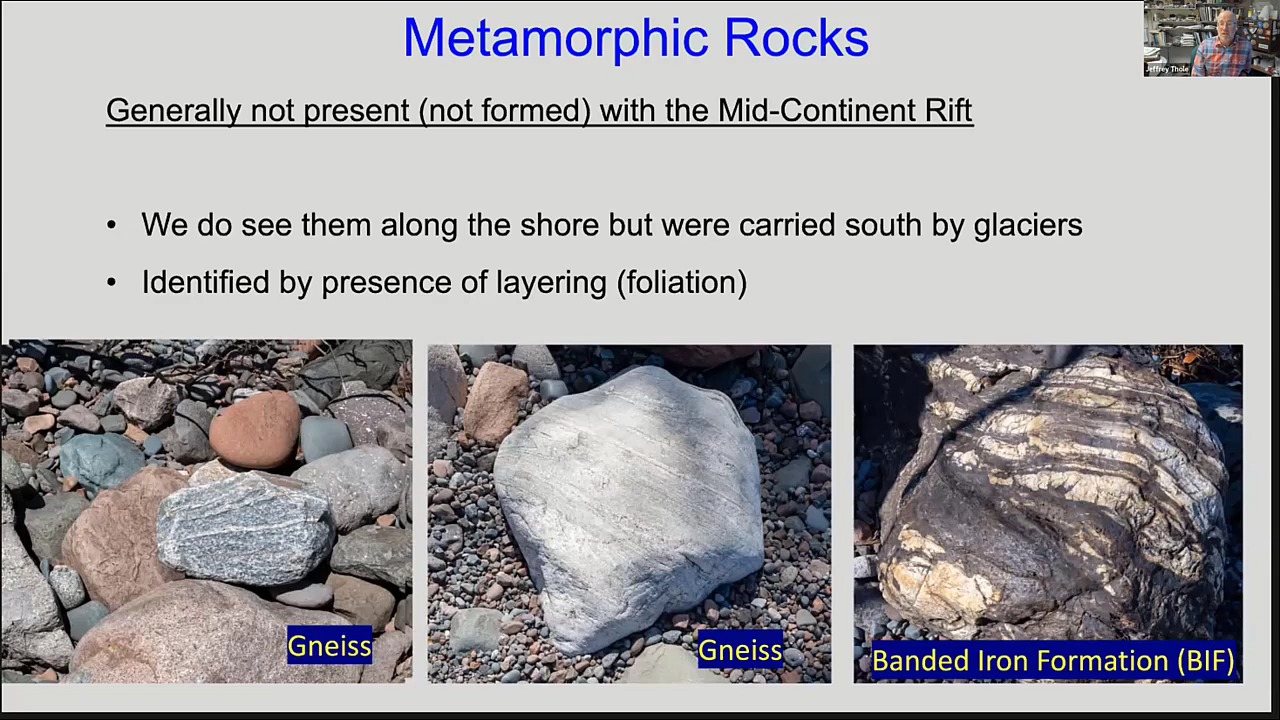 Metamorphic Rocks
Jeffrey Thole
Generally not present (not formed) with the Mid-Continent Rift
• We do see them along the shore but were carried south by glaciers
• Identified by presence of layering (foliation)
Gneiss
Gneiss
Banded Iron Formation (BIF)